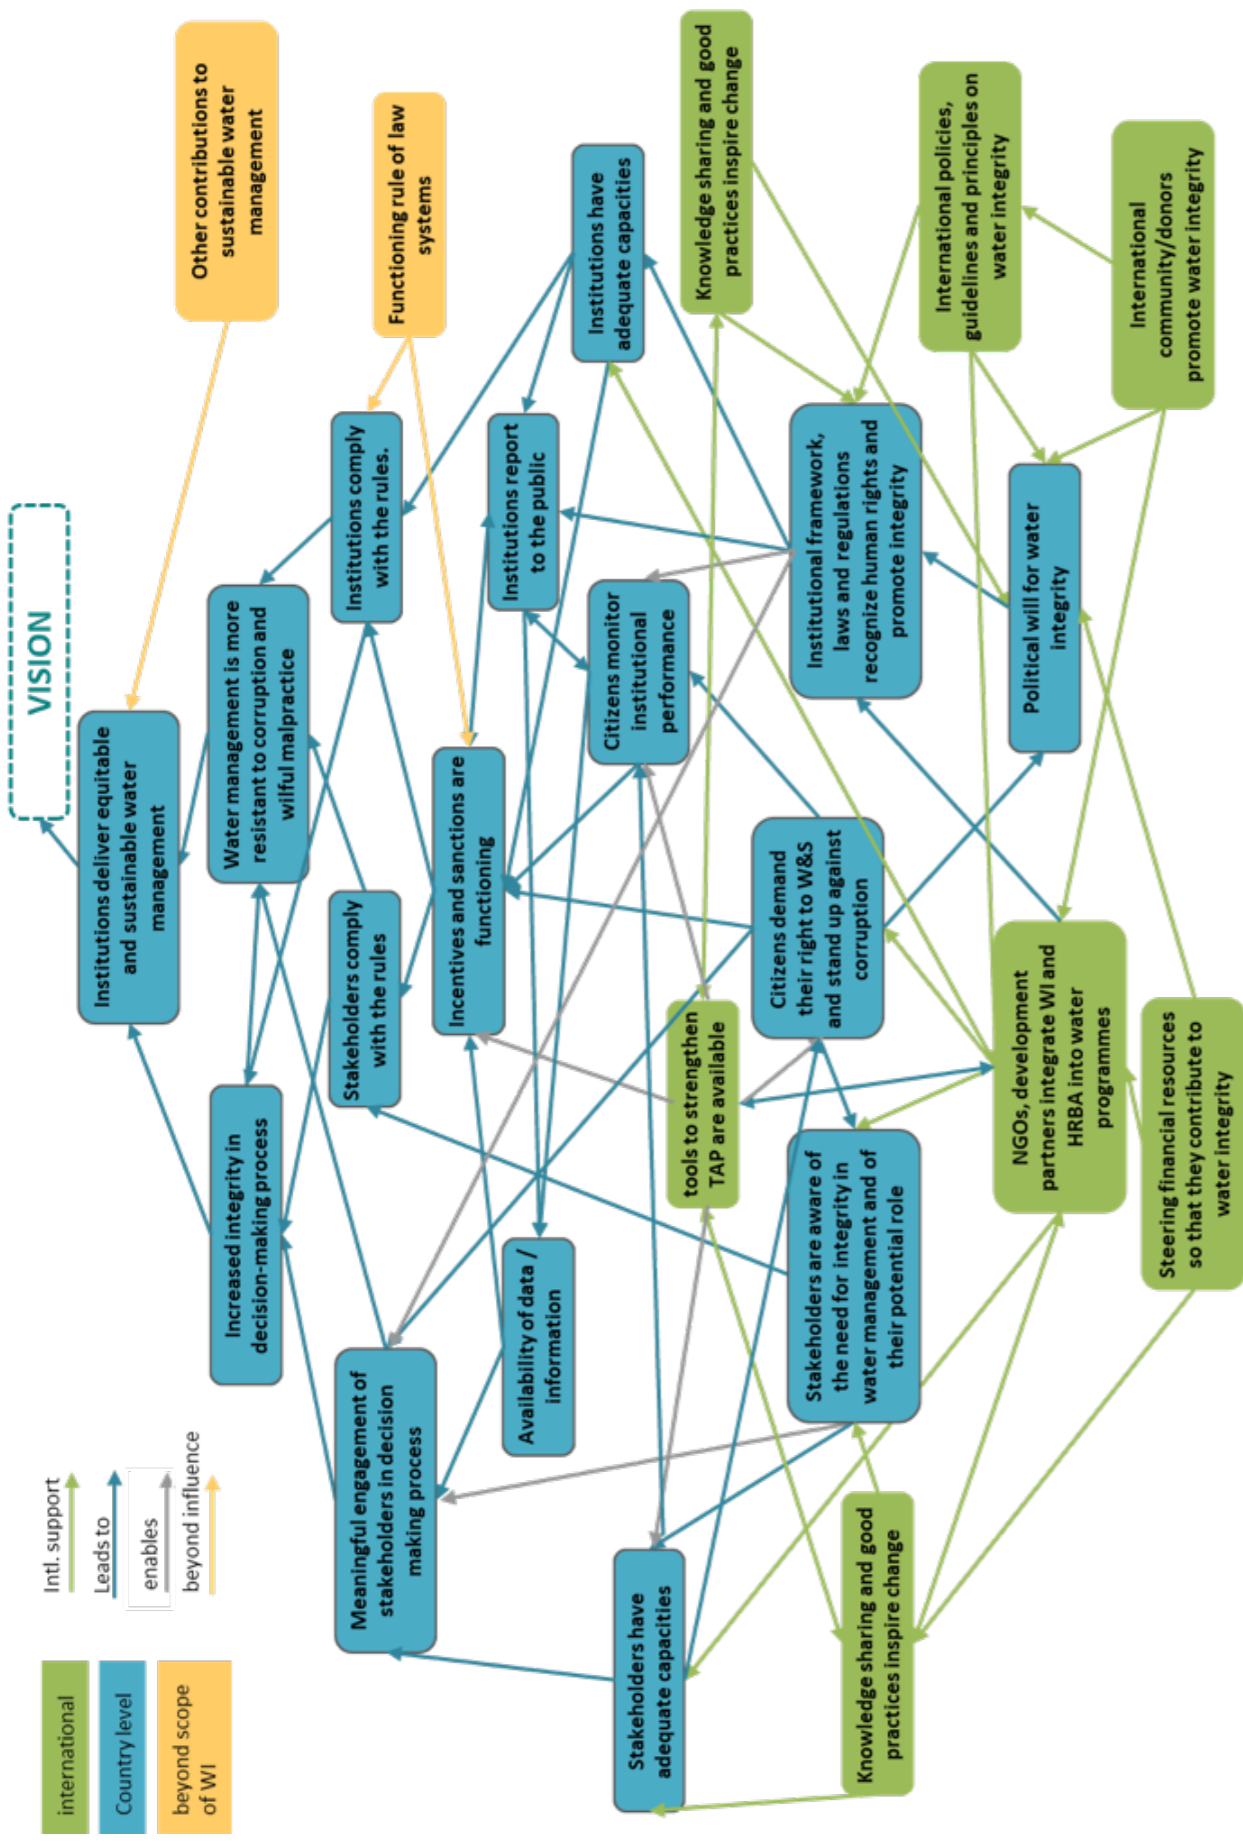 VISION
Institutions deliver equitable
and sustainable water
management
Other contributions to
sustainable water
management
Increased integrity in
decision-making process
Water management is more
resistant to corruption and
wilful malpractice
Meaningful engagement of
stakeholders in decision
making process
Stakeholders comply
with the rules
Institutions comply
with the rules.
Functioning rule of law
systems
Availability of data /
information
Incentives and sanctions are
functioning
Institutions report
to the public
Institutions have
adequate capacities
Stakeholders have
adequate capacities
Citizens monitor
institutional
performance
tools to strengthen
TAP are available
Knowledge sharing and good
practices inspire change
Stakeholders are aware of
the need for integrity in
water management and of
their potential role
Citizens demand
their right to W&S
and stand up against
corruption
Institutional framework,
laws and regulations
recognize human rights and
promote integrity
Knowledge sharing and good
practices inspire change
NGOs, development
partners integrate WI and
HRBA into water
programmes
Political will for water
integrity
International policies,
guidelines and principles on
water integrity
Steering financial resources
so that they contribute to
water integrity
International
community/donors
promote water integrity
international
Country level
beyond scope
of WI
Intl. support
Leads to
enables
beyond influence